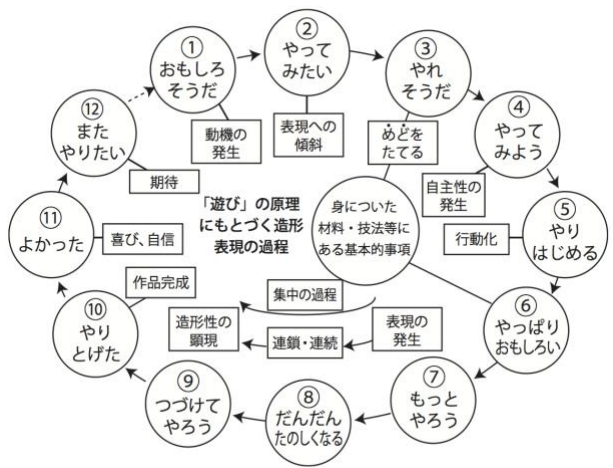 ①
おもしろ
そうだ
②
やって
みたい
③
やれ
そうだ
④
やって
みよう
⑤
やり
はじめる
⑥
やっぱり
おもしろい
⑦
もっと
やろう
⑧
だんだん
たのしくなる
⑨
つづけて
やろう
⑩
やり
とげた
⑪
よかった
⑫
また
やりたい
動機の
発生
表現への
傾斜
めどを
たてる
自主性の
発生
行動化
期待
喜び、自信
作品完成
「遊び」の原理
にもとづく造形
表現の過程
身についた
材料・技法等に
ある基本的事項
集中の過程
造形性の
顕現
連鎖・連続
表現の
発生